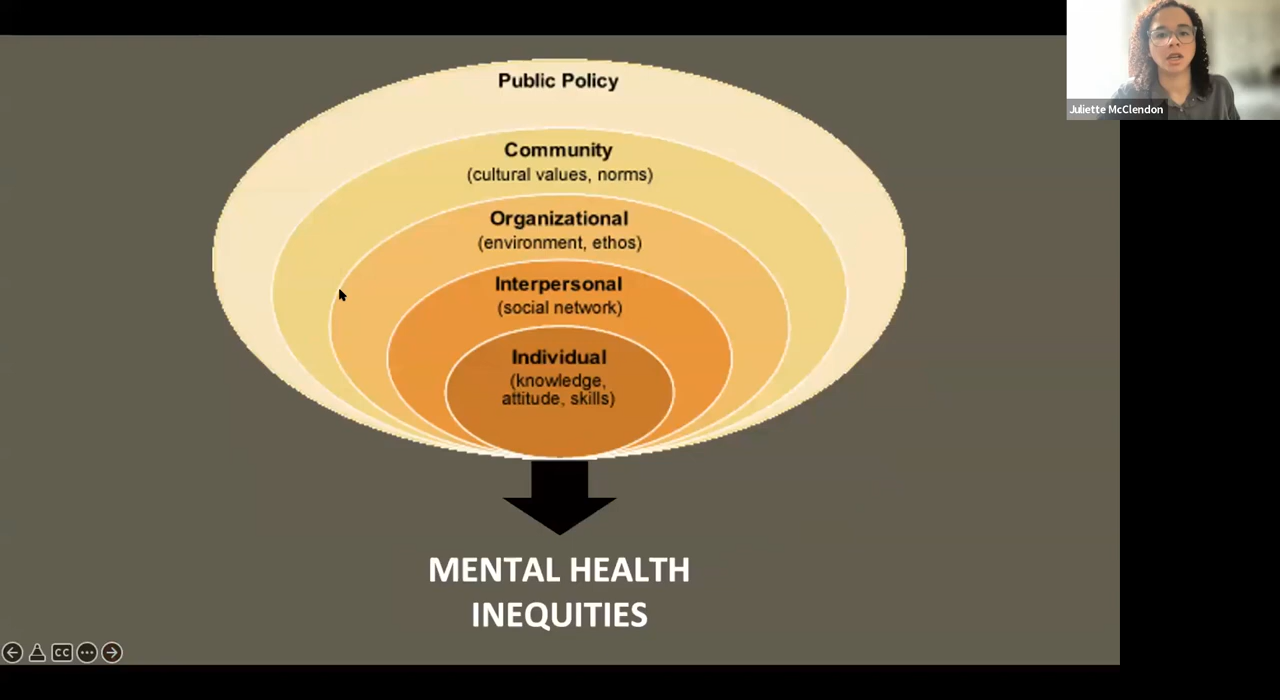 Public Policy
Community
(cultural values, norms)
Organizational
(environment, ethos)
Interpersonal
(social network)
Individual
(knowledge,
attitude, skills)
MENTAL HEALTH
INEQUITIES
Juliette McClendon
CC